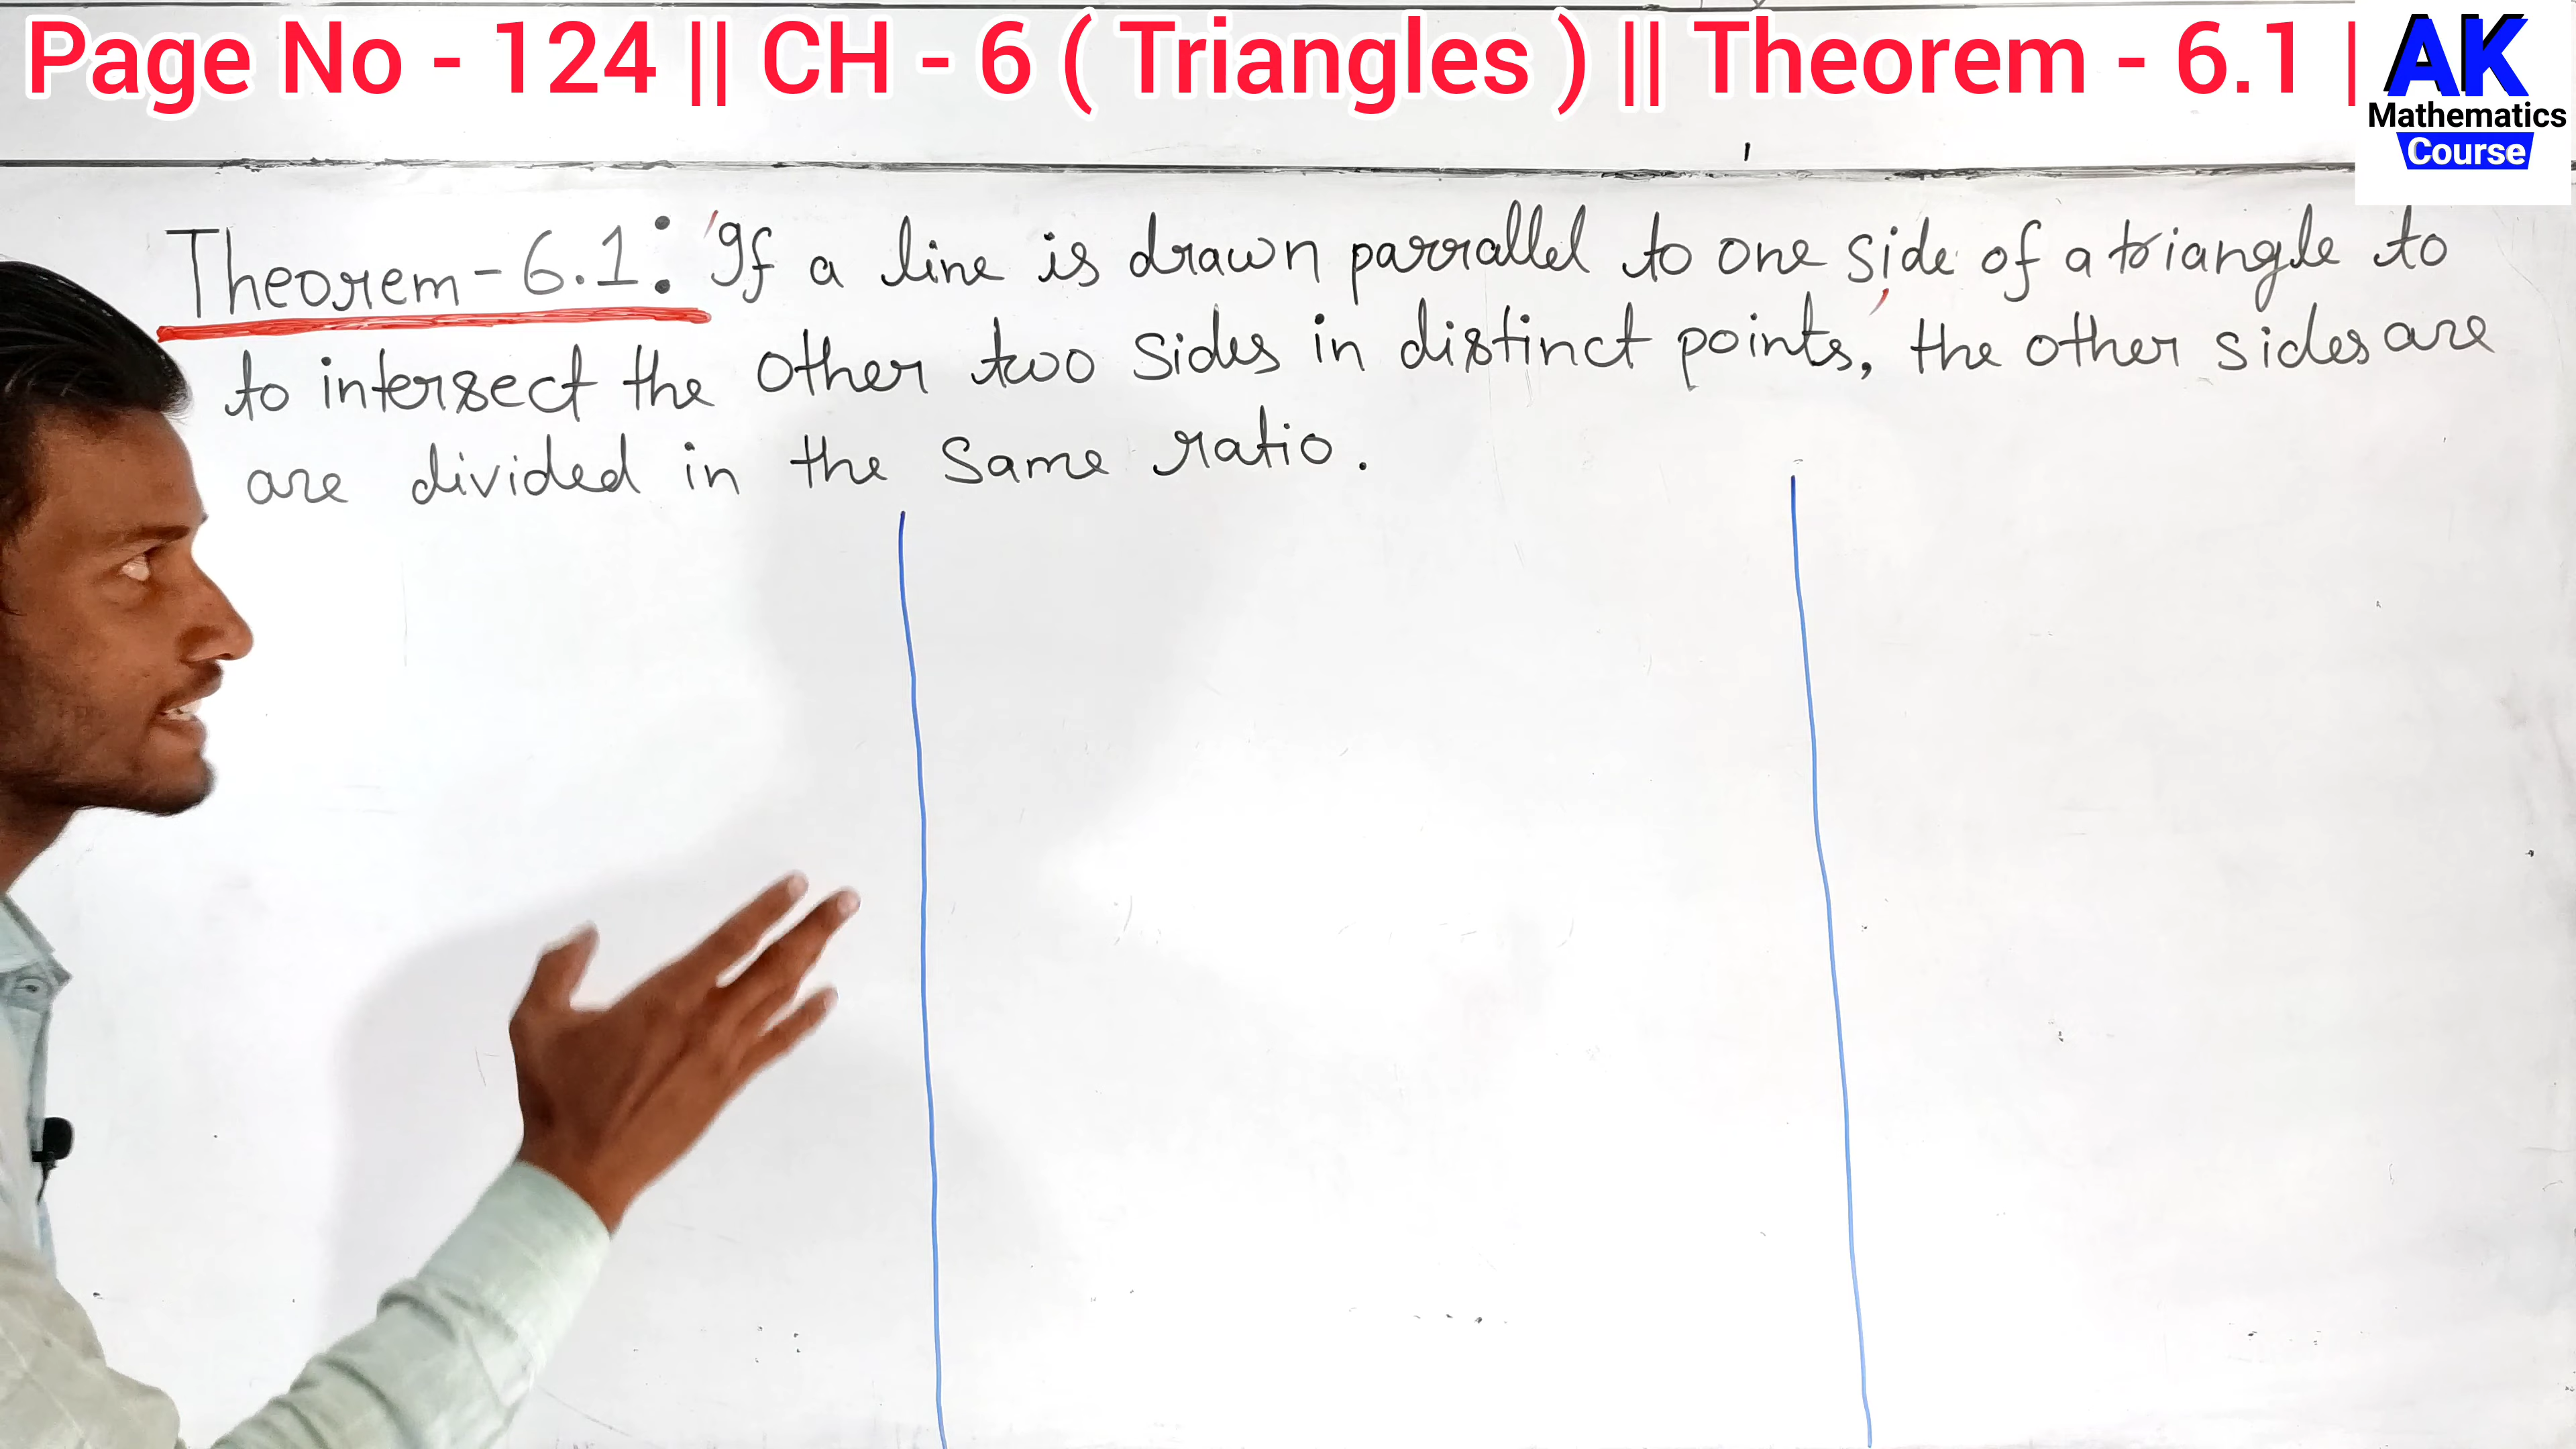 Page No - 124 || CH - 6 ( Triangles ) || Theorem - 6.1 |
AK
Mathematics
Course
Theorem - 6.1: If a line is drawn parrallel to one side of a triangle to
to intersect the other two sides in distinct points, the other sides are
are divided in the same ratio.